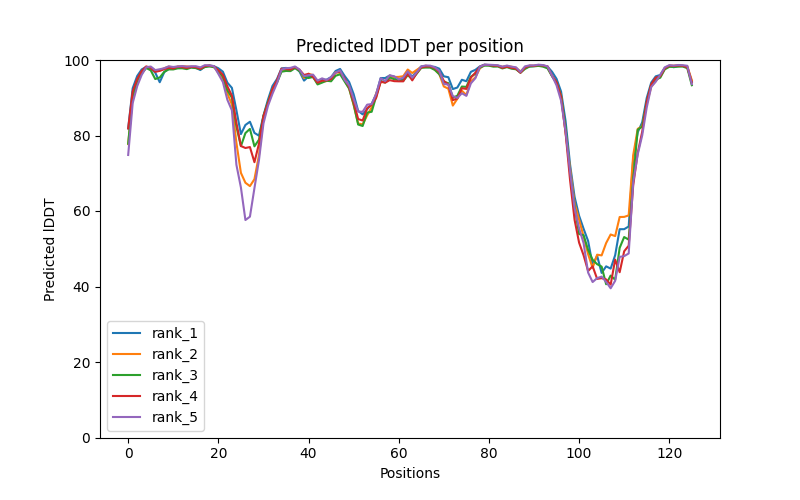 Predicted lDDT per position
Predicted lDDT
100
80
60
40
20
0
rank_1
rank_2
rank_3
rank_4
rank_5
0 20 40 60 80 100 120
Positions